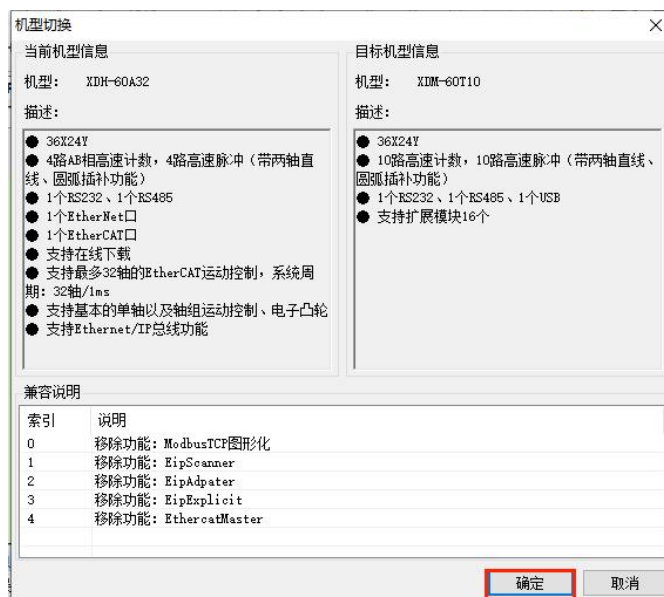 机型切换
当前机型信息
机型： XDH-60A32
描述：
● 36X24Y
● 4路AB相高速计数，4路高速脉冲（带两轴直
线、圆弧插补功能）
● 1个RS232、1个RS485
● 1个EtherNet口
● 1个EtherCAT口
● 支持在线下载
● 支持最多32轴的EtherCAT运动控制，系统周
期：32轴/1ms
● 支持基本的单轴以及轴组运动控制、电子凸轮
● 支持Ethernet/IP总线功能
目标机型信息
机型： XDM-60T10
描述：
● 36X24Y
● 10路高速计数，10路高速脉冲（带两轴直线、
圆弧插补功能）
● 1个RS232、1个RS485、1个USB
● 支持扩展模块16个
兼容说明
索引 说明
0 移除功能：ModbusTCP图形化
1 移除功能：EipScanner
2 移除功能：EipAdpater
3 移除功能：EipExplicit
4 移除功能：EthercatMaster
确定 取消